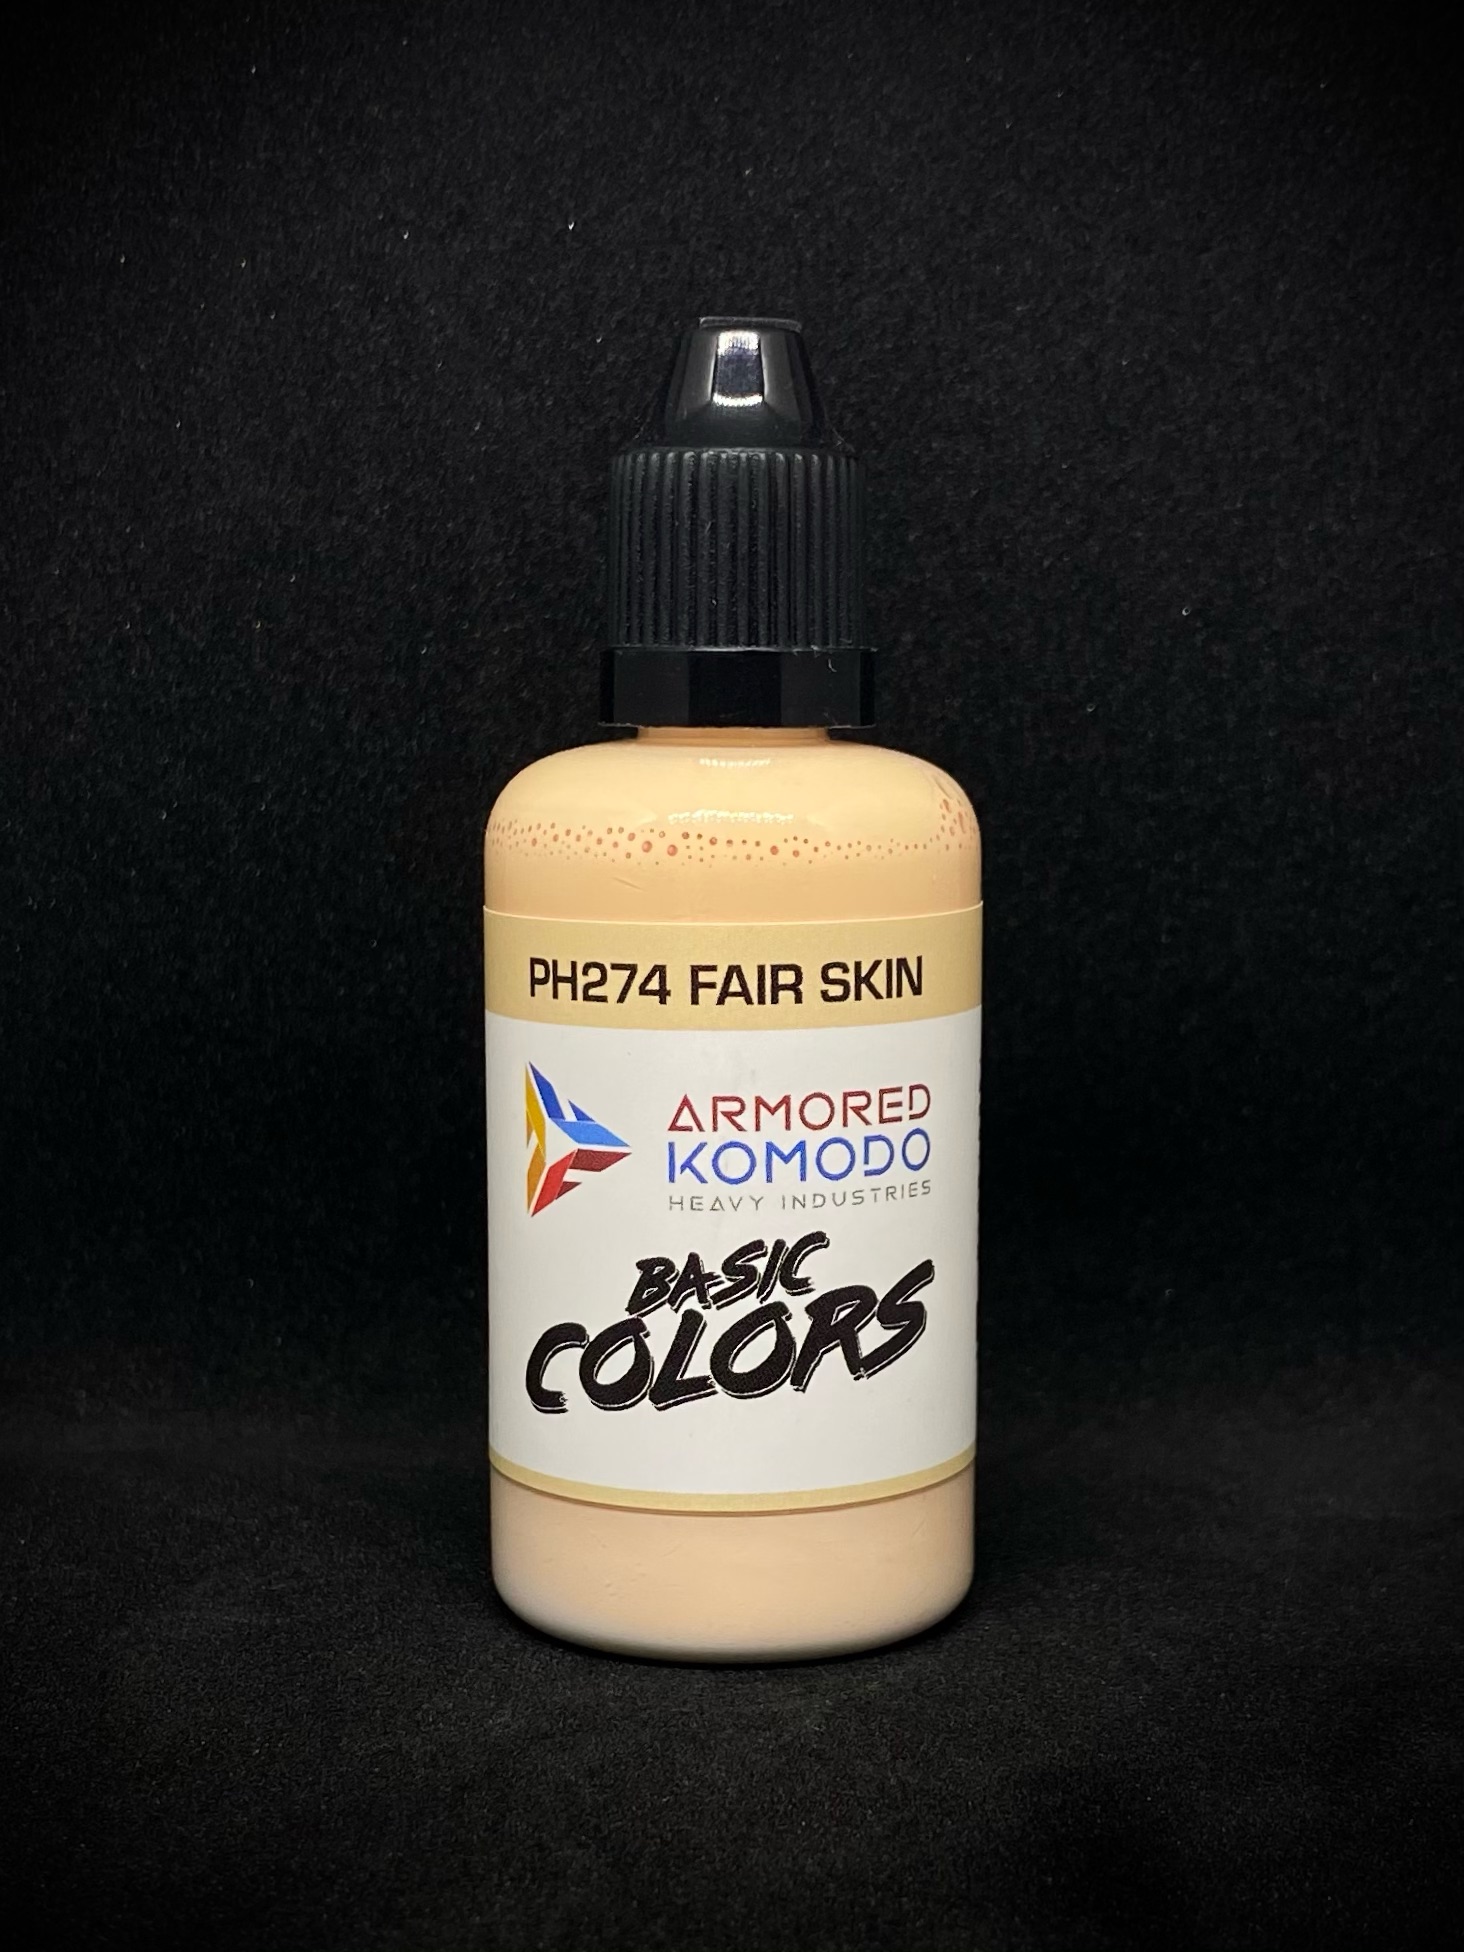 PH274 FAIR SKIN
ARMORED
KOMODO
HEAVY INDUSTRIES
BASIC
COLORS